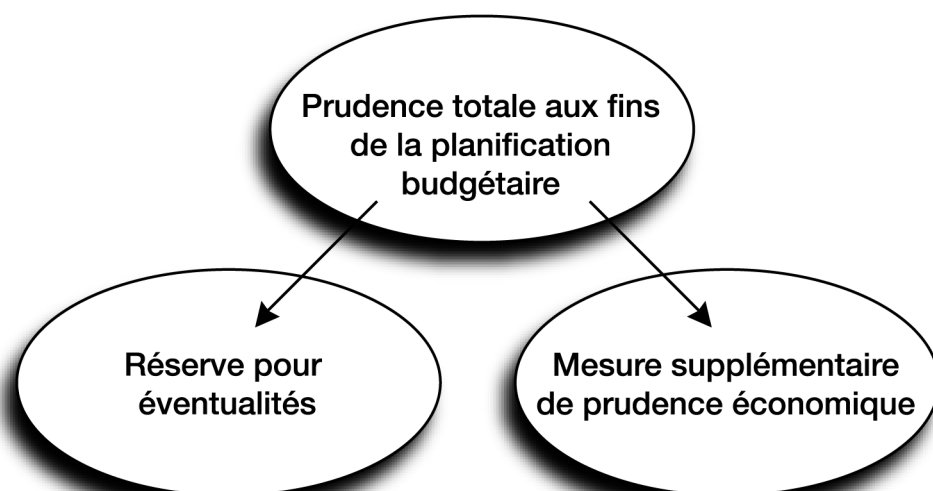 Prudence totale aux fins
de la planification
budgétaire
Réserve pour
éventualités
Mesure supplémentaire
de prudence économique